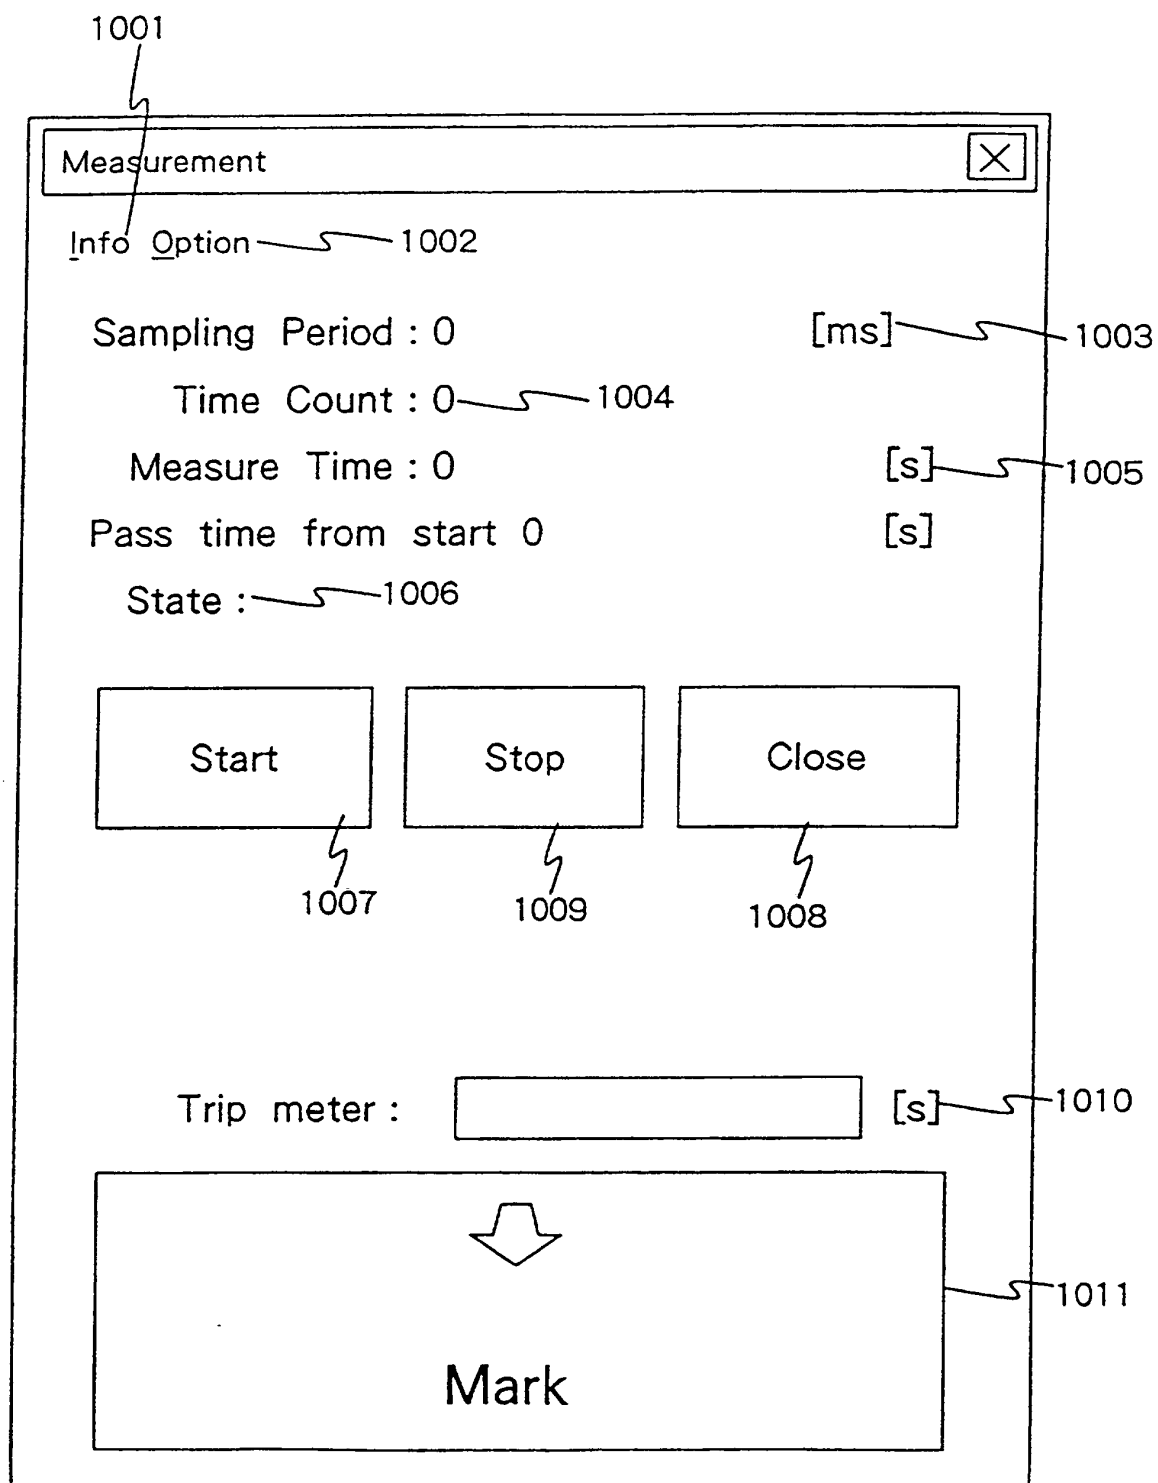 1001
Measurement
Info Option 1002
Sampling Period : 0 [ms] 1003
Time Count : 0 1004
Measure Time : 0 [s] 1005
Pass time from start 0 [s]
State : 1006
Start Stop Close
1007 1009 1008
Trip meter : [s] 1010
1011
Mark